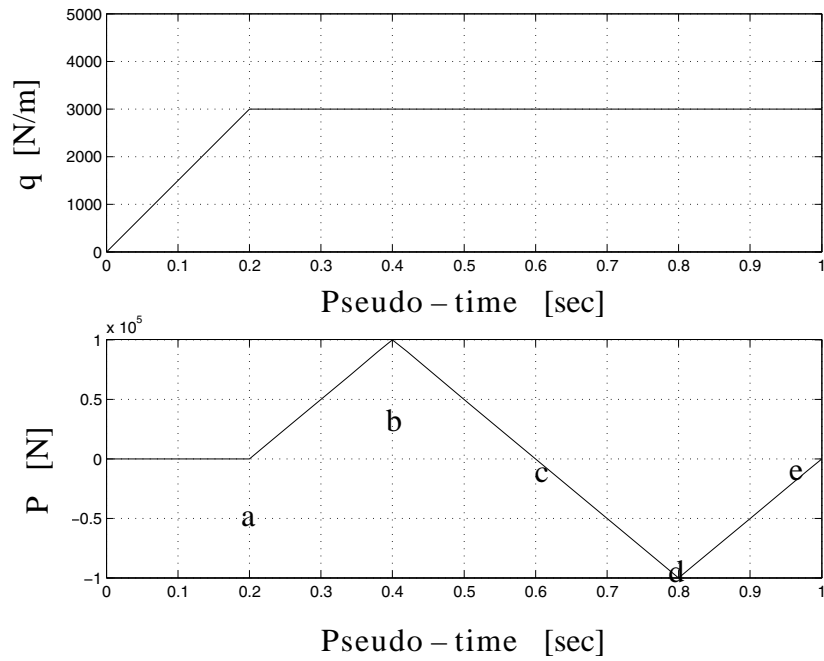 5000
4000
3000
2000
1000
0
q [N/m]
0 0.1 0.2 0.3 0.4 0.5 0.6 0.7 0.8 0.9 1
Pseudo – time [sec]
x 10⁵
1
0.5
0
−0.5
−1
P [N]
a
b
c
d
e
0 0.1 0.2 0.3 0.4 0.5 0.6 0.7 0.8 0.9 1
Pseudo – time [sec]